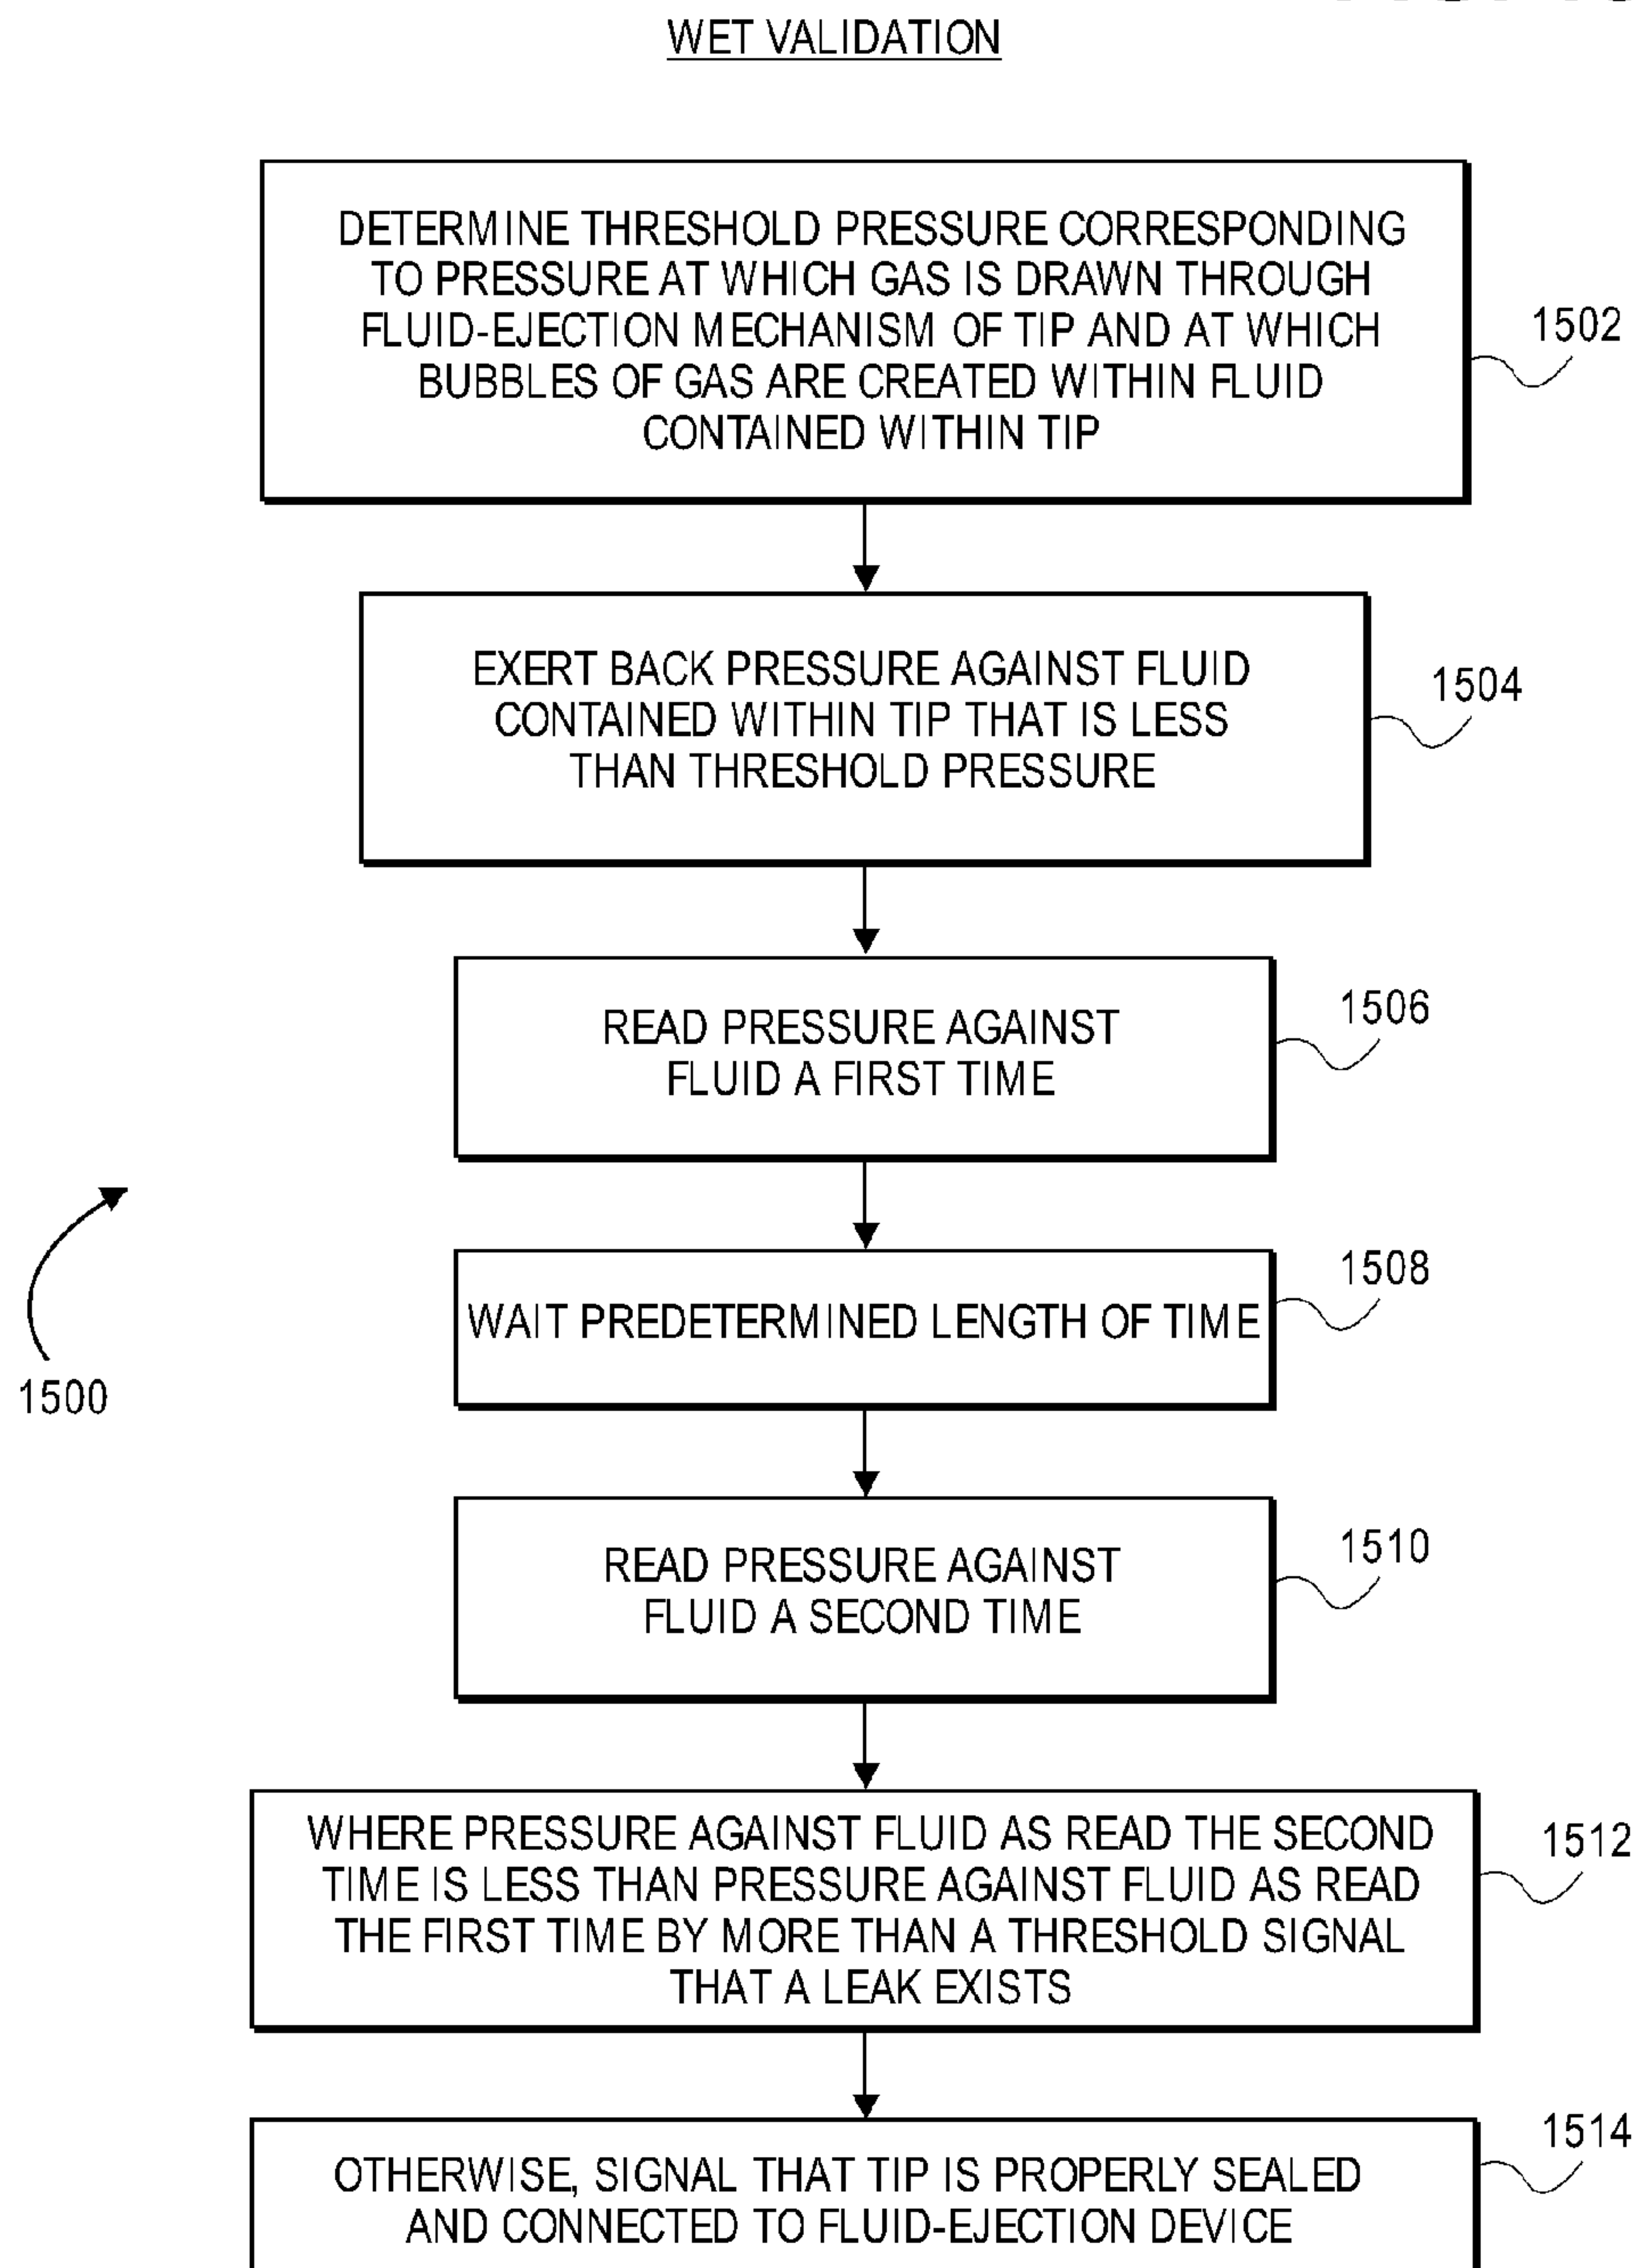 WET VALIDATION
DETERMINE THRESHOLD PRESSURE CORRESPONDING
TO PRESSURE AT WHICH GAS IS DRAWN THROUGH
FLUID-EJECTION MECHANISM OF TIP AND AT WHICH
BUBBLES OF GAS ARE CREATED WITHIN FLUID
CONTAINED WITHIN TIP
1502
EXERT BACK PRESSURE AGAINST FLUID
CONTAINED WITHIN TIP THAT IS LESS
THAN THRESHOLD PRESSURE
1504
READ PRESSURE AGAINST
FLUID A FIRST TIME
1506
WAIT PREDETERMINED LENGTH OF TIME
1508
1500
READ PRESSURE AGAINST
FLUID A SECOND TIME
1510
WHERE PRESSURE AGAINST FLUID AS READ THE SECOND
TIME IS LESS THAN PRESSURE AGAINST FLUID AS READ
THE FIRST TIME BY MORE THAN A THRESHOLD SIGNAL
THAT A LEAK EXISTS
1512
OTHERWISE, SIGNAL THAT TIP IS PROPERLY SEALED
AND CONNECTED TO FLUID-EJECTION DEVICE
1514